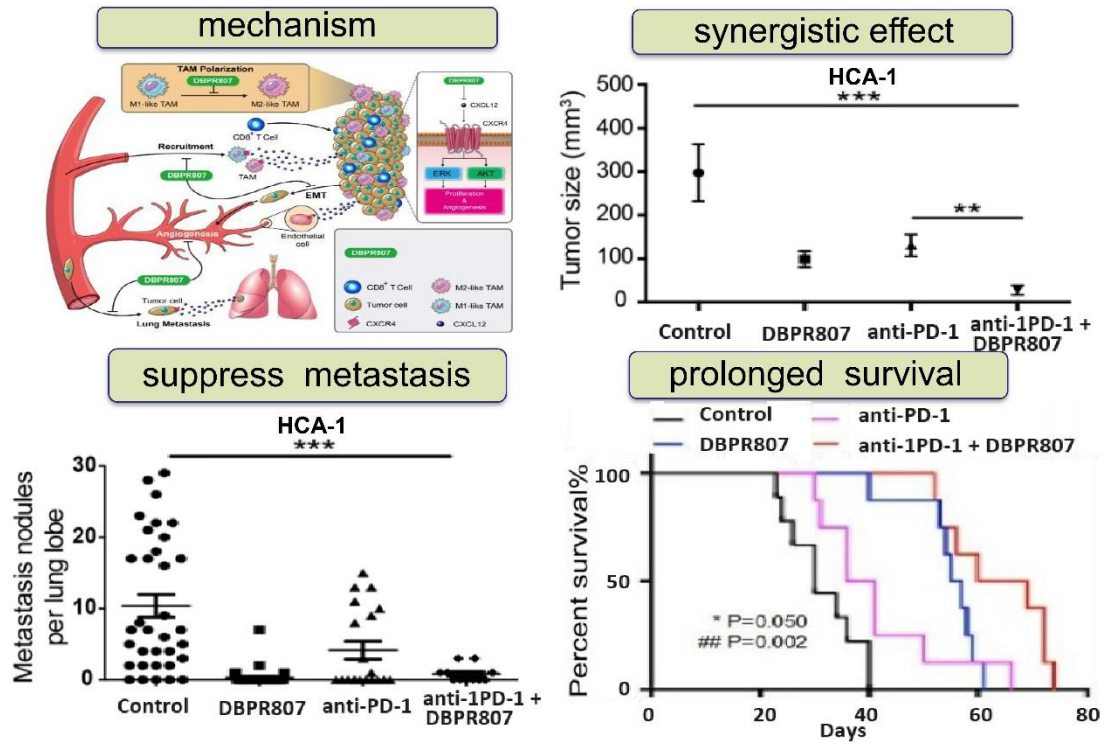 mechanism
TAM Polarization
DBPR807
M1-like TAM
M2-like TAM
CD8+ T Cell
Recruitment
TAM
DBPR807
EMT
Angiogenesis
Endothelial
cell
DBPR807
Tumor cell
Lung Metastasis
DBPR807
CXCL12
CXCR4
ERK
AKT
Proliferation
&
Angiogenesis
DBPR807
CD8+ T Cell
M2-like TAM
Tumor cell
M1-like TAM
CXCR4
CXCL12
synergistic effect
HCA-1
***
**
Tumor size (mm³)
500
400
300
200
100
0
Control
DBPR807
anti-PD-1
anti-1PD-1 +
DBPR807
suppress metastasis
HCA-1
***
Metastasis nodules
per lung lobe
30
20
10
0
Control
DBPR807
anti-PD-1
anti-1PD-1 +
DBPR807
prolonged survival
Control
anti-PD-1
DBPR807
anti-1PD-1 + DBPR807
Percent survival%
100
50
0
* P=0.050
## P=0.002
0
20
40
60
80
Days